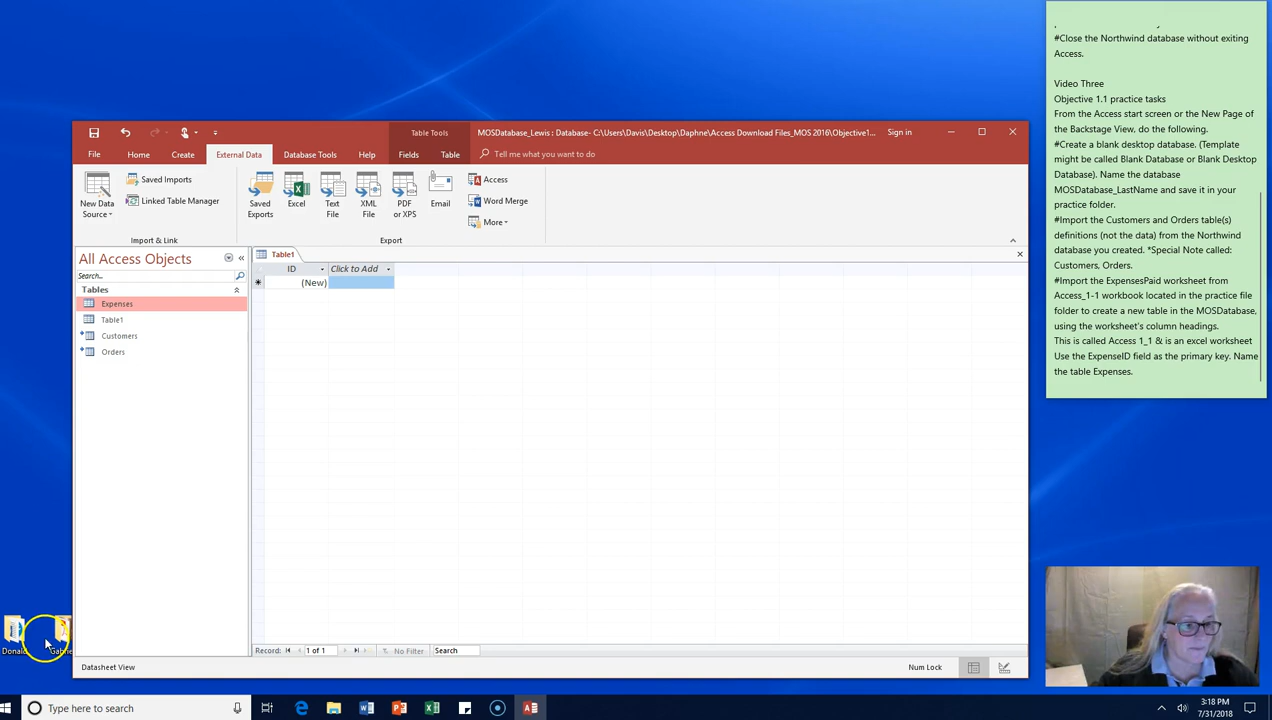 #Close the Northwind database without exiting
Access.
Video Three
Objective 1.1 practice tasks
From the Access start screen or the New Page of
the Backstage View, do the following.
#Create a blank desktop database. (Template
might be called Blank Database or Blank Desktop
Database). Name the database
MOSDatabase_LastName and save it in your
practice folder.
#Import the Customers and Orders table(s)
definitions (not the data) from the Northwind
database you created. *Special Note called:
Customers, Orders.
#Import the ExpensesPaid worksheet from
Access_1-1 workbook located in the practice file
folder to create a new table in the MOSDatabase,
using the worksheet's column headings.
This is called Access 1_1 & is an excel worksheet
Use the ExpenseID field as the primary key. Name
the table Expenses.
Table Tools
MOSDatabase_Lewis : Database- C:\Users\Davis\Desktop\Daphne\Access Download Files_MOS 2016\Objective1...
Sign in
File Home Create External Data Database Tools Help Fields Table Tell me what you want to do
New Data
Source
Saved Imports
Linked Table Manager
Import & Link
Saved
Exports
Excel
Text
File
XML
File
PDF
or XPS
Email
Access
Word Merge
More
Export
All Access Objects
Search...
Tables
Expenses
Table1
Customers
Orders
Table1
ID Click to Add
(New)
Record: 1 of 1 No Filter Search
Datasheet View
Num Lock
Type here to search
3:18 PM
7/31/2018